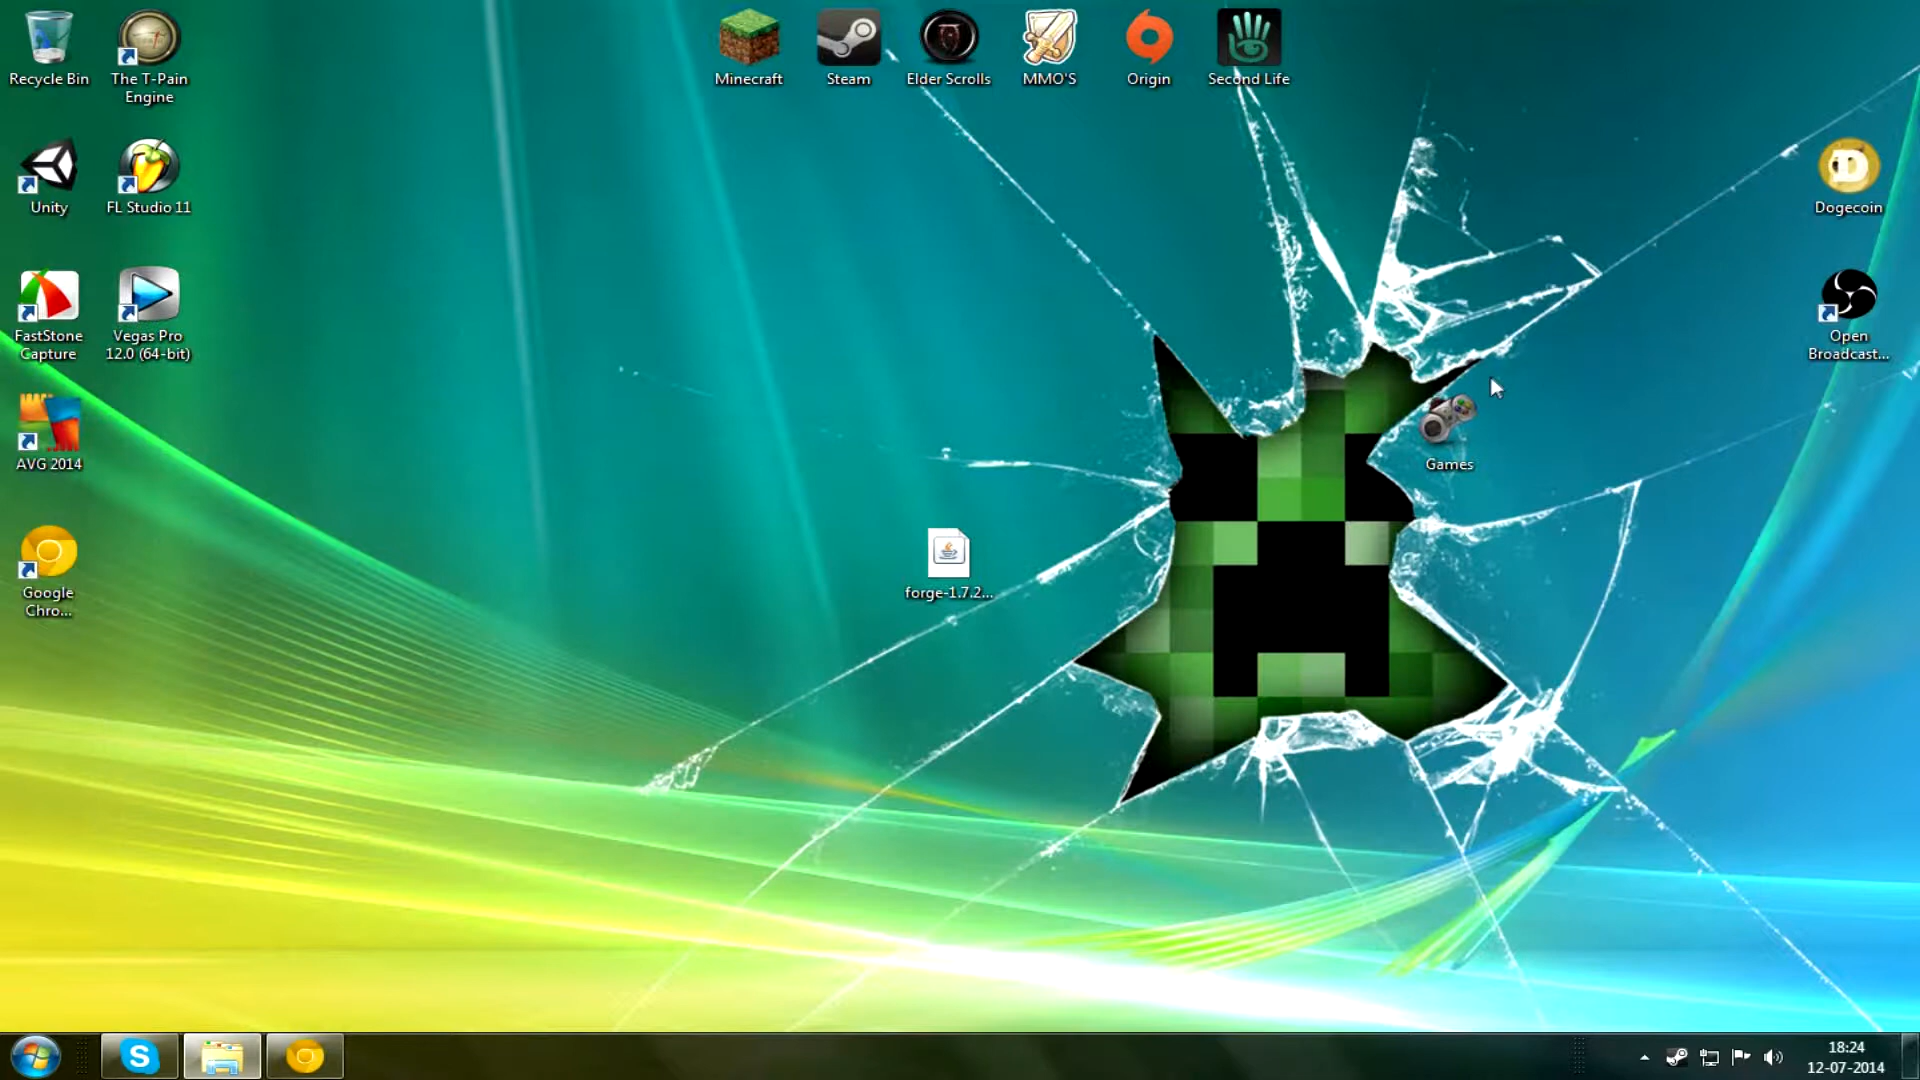 Recycle Bin
The T-Pain
Engine
Minecraft
Steam
Elder Scrolls
MMO'S
Origin
Second Life
Unity
FL Studio 11
Dogecoin
FastStone
Capture
Vegas Pro
12.0 (64-bit)
Open
Broadcast...
AVG 2014
Games
Google
Chro...
forge-1.7.2...
S
18:24
12-07-2014